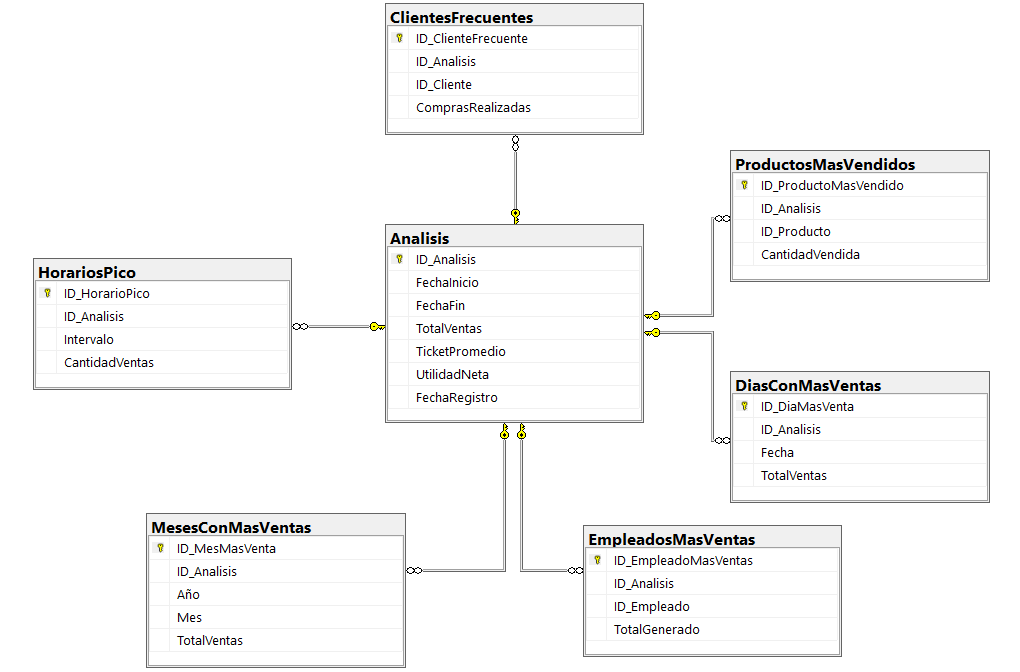 ClientesFrecuentes
ID_ClienteFrecuente
ID_Analisis
ID_Cliente
ComprasRealizadas
ProductosMasVendidos
ID_ProductoMasVendido
ID_Analisis
ID_Producto
CantidadVendida
Analisis
ID_Analisis
FechaInicio
FechaFin
TotalVentas
TicketPromedio
UtilidadNeta
FechaRegistro
HorariosPico
ID_HorarioPico
ID_Analisis
Intervalo
CantidadVentas
DiasConMasVentas
ID_DiaMasVenta
ID_Analisis
Fecha
TotalVentas
MesesConMasVentas
ID_MesMasVenta
ID_Analisis
Año
Mes
TotalVentas
EmpleadosMasVentas
ID_EmpleadoMasVentas
ID_Analisis
ID_Empleado
TotalGenerado